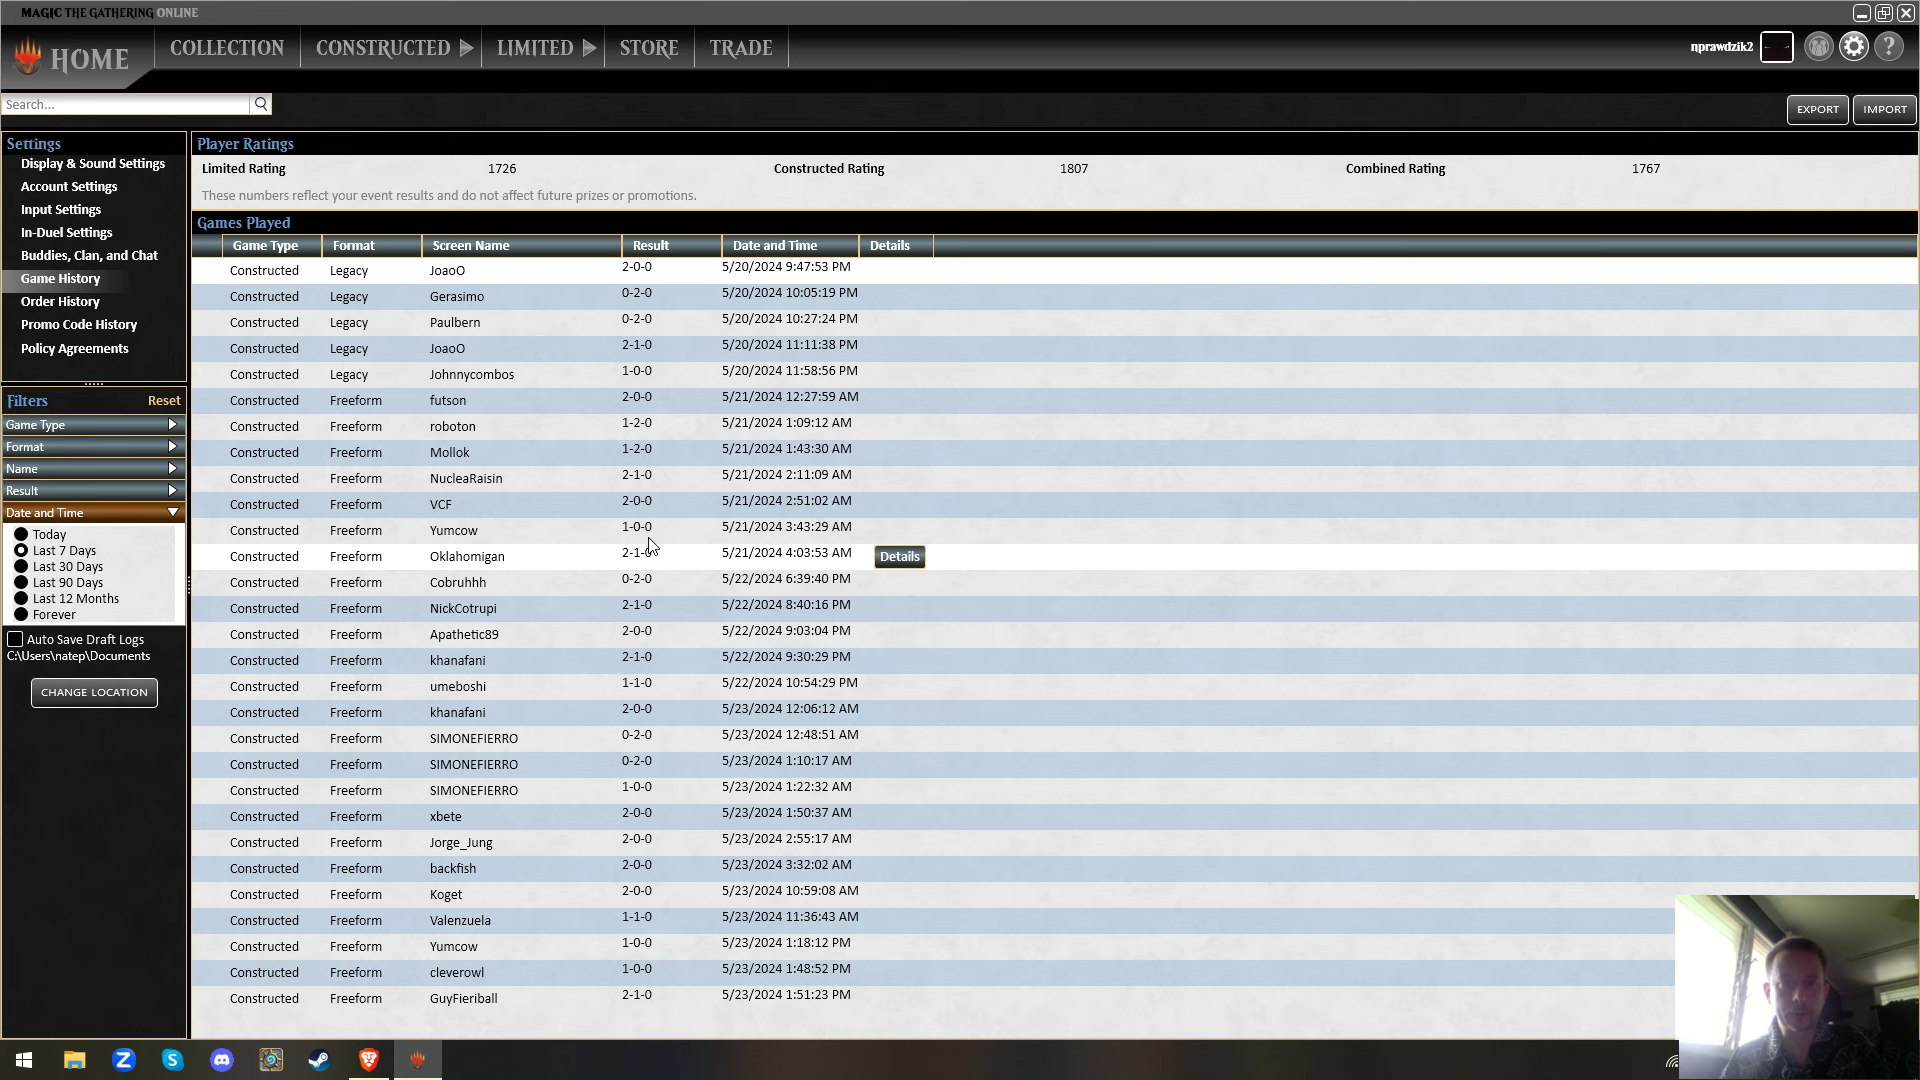 MAGIC THE GATHERING ONLINE
HOME
COLLECTION
CONSTRUCTED
LIMITED
STORE
TRADE
nprawdzik2
?
Search...
EXPORT
IMPORT
Settings
Display & Sound Settings
Account Settings
Input Settings
In-Duel Settings
Buddies, Clan, and Chat
Game History
Order History
Promo Code History
Policy Agreements
Filters Reset
Game Type
Format
Name
Result
Date and Time
Today
Last 7 Days
Last 30 Days
Last 90 Days
Last 12 Months
Forever
Auto Save Draft Logs
C:\Users\natep\Documents
CHANGE LOCATION
Player Ratings
Limited Rating 1726 Constructed Rating 1807 Combined Rating 1767
These numbers reflect your event results and do not affect future prizes or promotions.
Games Played
Game Type Format Screen Name Result Date and Time Details
Constructed Legacy JoaoO 2-0-0 5/20/2024 9:47:53 PM
Constructed Legacy Gerasimo 0-2-0 5/20/2024 10:05:19 PM
Constructed Legacy Paulbern 0-2-0 5/20/2024 10:27:24 PM
Constructed Legacy JoaoO 2-1-0 5/20/2024 11:11:38 PM
Constructed Legacy Johnnycombos 1-0-0 5/20/2024 11:58:56 PM
Constructed Freeform futson 2-0-0 5/21/2024 12:27:59 AM
Constructed Freeform roboton 1-2-0 5/21/2024 1:09:12 AM
Constructed Freeform Mollok 1-2-0 5/21/2024 1:43:30 AM
Constructed Freeform NucleaRaisin 2-1-0 5/21/2024 2:11:09 AM
Constructed Freeform VCF 2-0-0 5/21/2024 2:51:02 AM
Constructed Freeform Yumcow 1-0-0 5/21/2024 3:43:29 AM
Constructed Freeform Oklahomigan 2-1-0 5/21/2024 4:03:53 AM Details
Constructed Freeform Cobruhhh 0-2-0 5/22/2024 6:39:40 PM
Constructed Freeform NickCotrupi 2-1-0 5/22/2024 8:40:16 PM
Constructed Freeform Apathetic89 2-0-0 5/22/2024 9:03:04 PM
Constructed Freeform khanafani 2-1-0 5/22/2024 9:30:29 PM
Constructed Freeform umeboshi 1-1-0 5/22/2024 10:54:29 PM
Constructed Freeform khanafani 2-0-0 5/23/2024 12:06:12 AM
Constructed Freeform SIMONEFIERRO 0-2-0 5/23/2024 12:48:51 AM
Constructed Freeform SIMONEFIERRO 0-2-0 5/23/2024 1:10:17 AM
Constructed Freeform SIMONEFIERRO 1-0-0 5/23/2024 1:22:32 AM
Constructed Freeform xbete 2-0-0 5/23/2024 1:50:37 AM
Constructed Freeform Jorge_Jung 2-0-0 5/23/2024 2:55:17 AM
Constructed Freeform backfish 2-0-0 5/23/2024 3:32:02 AM
Constructed Freeform Koget 2-0-0 5/23/2024 10:59:08 AM
Constructed Freeform Valenzuela 1-1-0 5/23/2024 11:36:43 AM
Constructed Freeform Yumcow 1-0-0 5/23/2024 1:18:12 PM
Constructed Freeform cleverowl 1-0-0 5/23/2024 1:48:52 PM
Constructed Freeform GuyFieriball 2-1-0 5/23/2024 1:51:23 PM